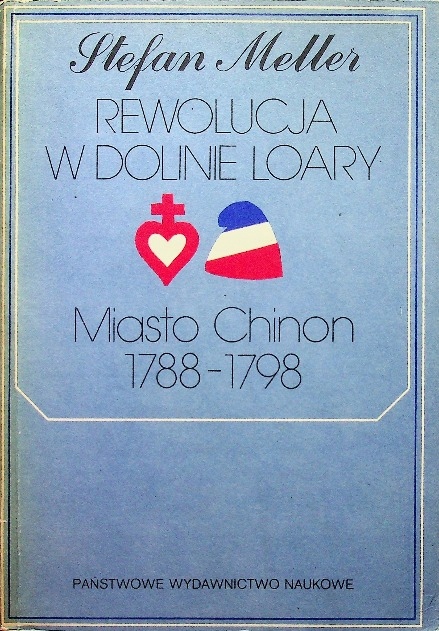 Stefan Meller
REWOLUCJA
W DOLINIE LOARY
Miasto Chinon
1788-1798
PAŃSTWOWE WYDAWNICTWO NAUKOWE